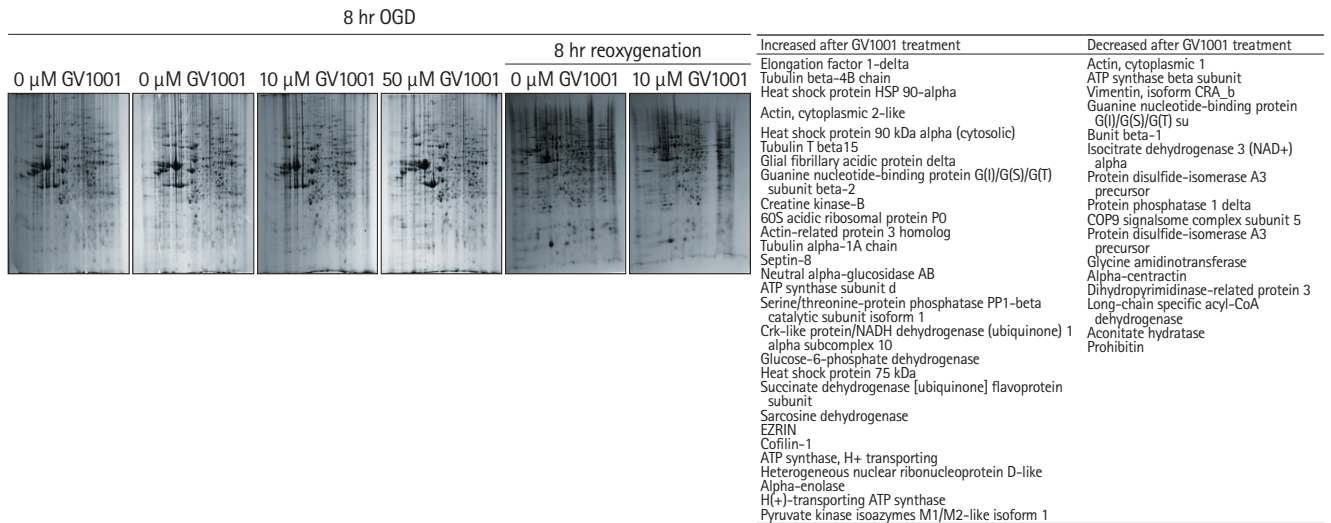 8 hr OGD
8 hr reoxygenation
0 μM GV1001
0 μM GV1001
10 μM GV1001
50 μM GV1001
0 μM GV1001
10 μM GV1001
Increased after GV1001 treatment
Elongation factor 1-delta
Tubulin beta-4B chain
Heat shock protein HSP 90-alpha
Actin, cytoplasmic 2-like
Heat shock protein 90 kDa alpha (cytosolic)
Tubulin T beta15
Glial fibrillary acidic protein delta
Guanine nucleotide-binding protein G(I)/G(S)/G(T)
subunit beta-2
Creatine kinase-B
60S acidic ribosomal protein P0
Actin-related protein 3 homolog
Tubulin alpha-1A chain
Septin-8
Neutral alpha-glucosidase AB
ATP synthase subunit d
Serine/threonine-protein phosphatase PP1-beta
catalytic subunit isoform 1
Crk-like protein/NADH dehydrogenase (ubiquinone) 1
alpha subcomplex 10
Glucose-6-phosphate dehydrogenase
Heat shock protein 75 kDa
Succinate dehydrogenase [ubiquinone] flavoprotein
subunit
Sarcosine dehydrogenase
EZRIN
Cofilin-1
ATP synthase, H+ transporting
Heterogeneous nuclear ribonucleoprotein D-like
Alpha-enolase
H(+)-transporting ATP synthase
Pyruvate kinase isoazymes M1/M2-like isoform 1
Decreased after GV1001 treatment
Actin, cytoplasmic 1
ATP synthase beta subunit
Vimentin, isoform CRA_b
Guanine nucleotide-binding protein
G(I)/G(S)/G(T) su
Bunit beta-1
Isocitrate dehydrogenase 3 (NAD+)
alpha
Protein disulfide-isomerase A3
precursor
Protein phosphatase 1 delta
COP9 signalsome complex subunit 5
Protein disulfide-isomerase A3
precursor
Glycine amidinotransferase
Alpha-centractin
Dihydropyrimidinase-related protein 3
Long-chain specific acyl-CoA
dehydrogenase
Aconitate hydratase
Prohibitin